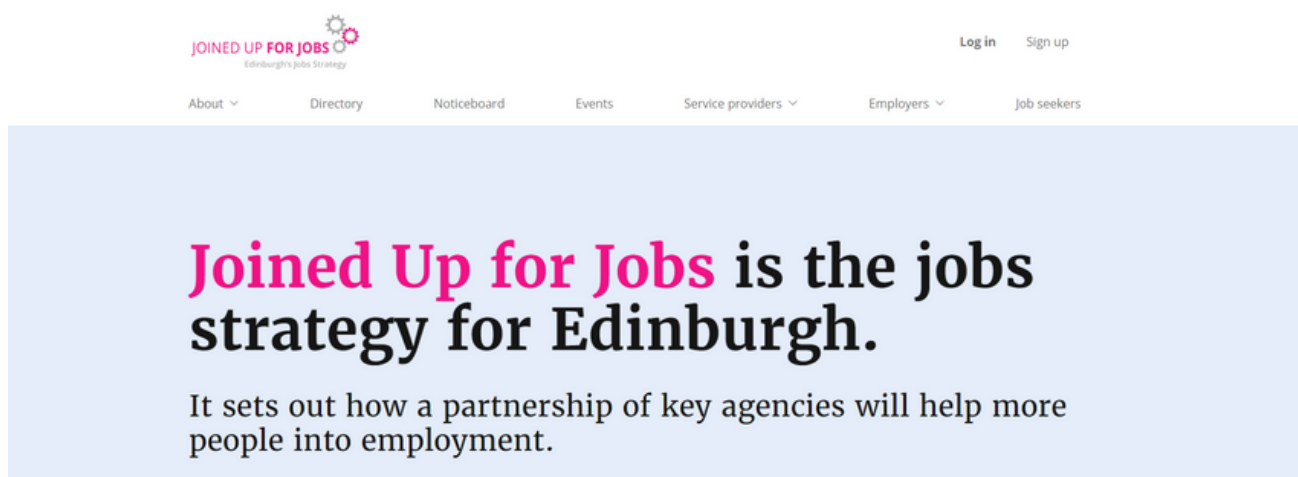 JOINED UP FOR JOBS
Edinburgh's Jobs Strategy
Log in Sign up
About Directory Noticeboard Events Service providers Employers Job seekers
Joined Up for Jobs is the jobs
strategy for Edinburgh.
It sets out how a partnership of key agencies will help more
people into employment.